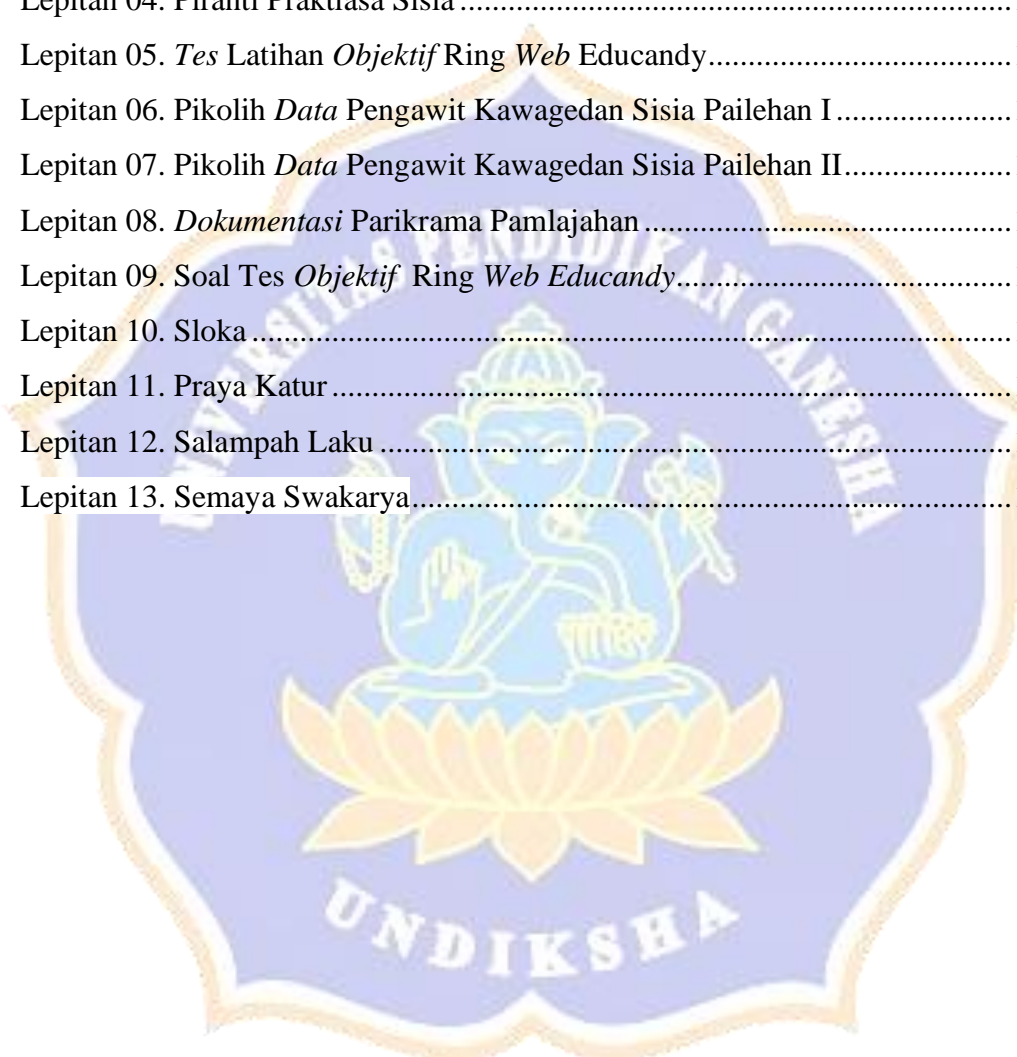 Lepitan 04. Piranti Praktiasa Sisia ....................................................................
Lepitan 05. Tes Latihan Objektif Ring Web Educandy.....................................
Lepitan 06. Pikolih Data Pengawit Kawagedan Sisia Pailehan I .....................
Lepitan 07. Pikolih Data Pengawit Kawagedan Sisia Pailehan II....................
Lepitan 08. Dokumentasi Parikrama Pamlajahan .............................................
Lepitan 09. Soal Tes Objektif Ring Web Educandy.........................................
Lepitan 10. Sloka ..............................................................................................
Lepitan 11. Praya Katur ....................................................................................
Lepitan 12. Salampah Laku ..............................................................................
Lepitan 13. Semaya Swakarya..........................................................................
UNIVERSITAS PENDIDIKAN GANESHA
UNDIKSHA